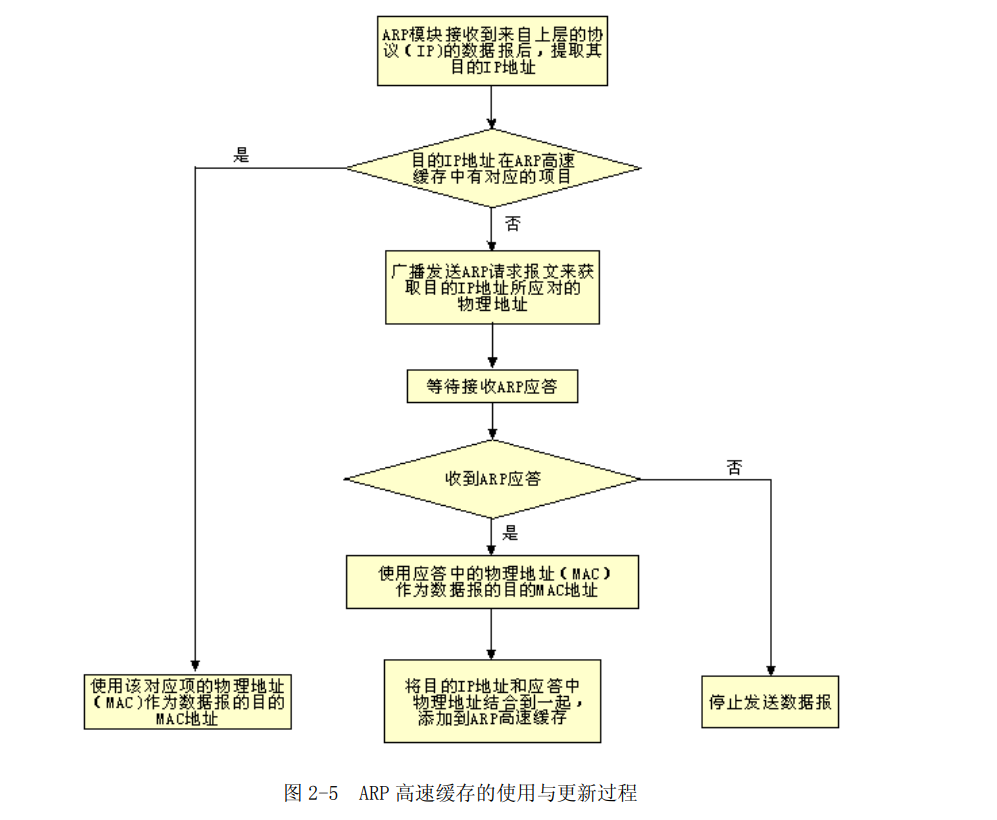 ARP模块接收到来自上层的协
议(IP)的数据报后，提取其
目的IP地址
是
目的IP地址在ARP高速
缓存中有对应的项目
否
广播发送ARP请求报文来获
取目的IP地址所应对的
物理地址
等待接收ARP应答
收到ARP应答
否
是
使用应答中的物理地址(MAC)
作为数据报的目的MAC地址
使用该对应项的物理地址
(MAC)作为数据报的目的
MAC地址
将目的IP地址和应答中
物理地址结合到一起，
添加到ARP高速缓存
停止发送数据报
图 2-5 ARP 高速缓存的使用与更新过程